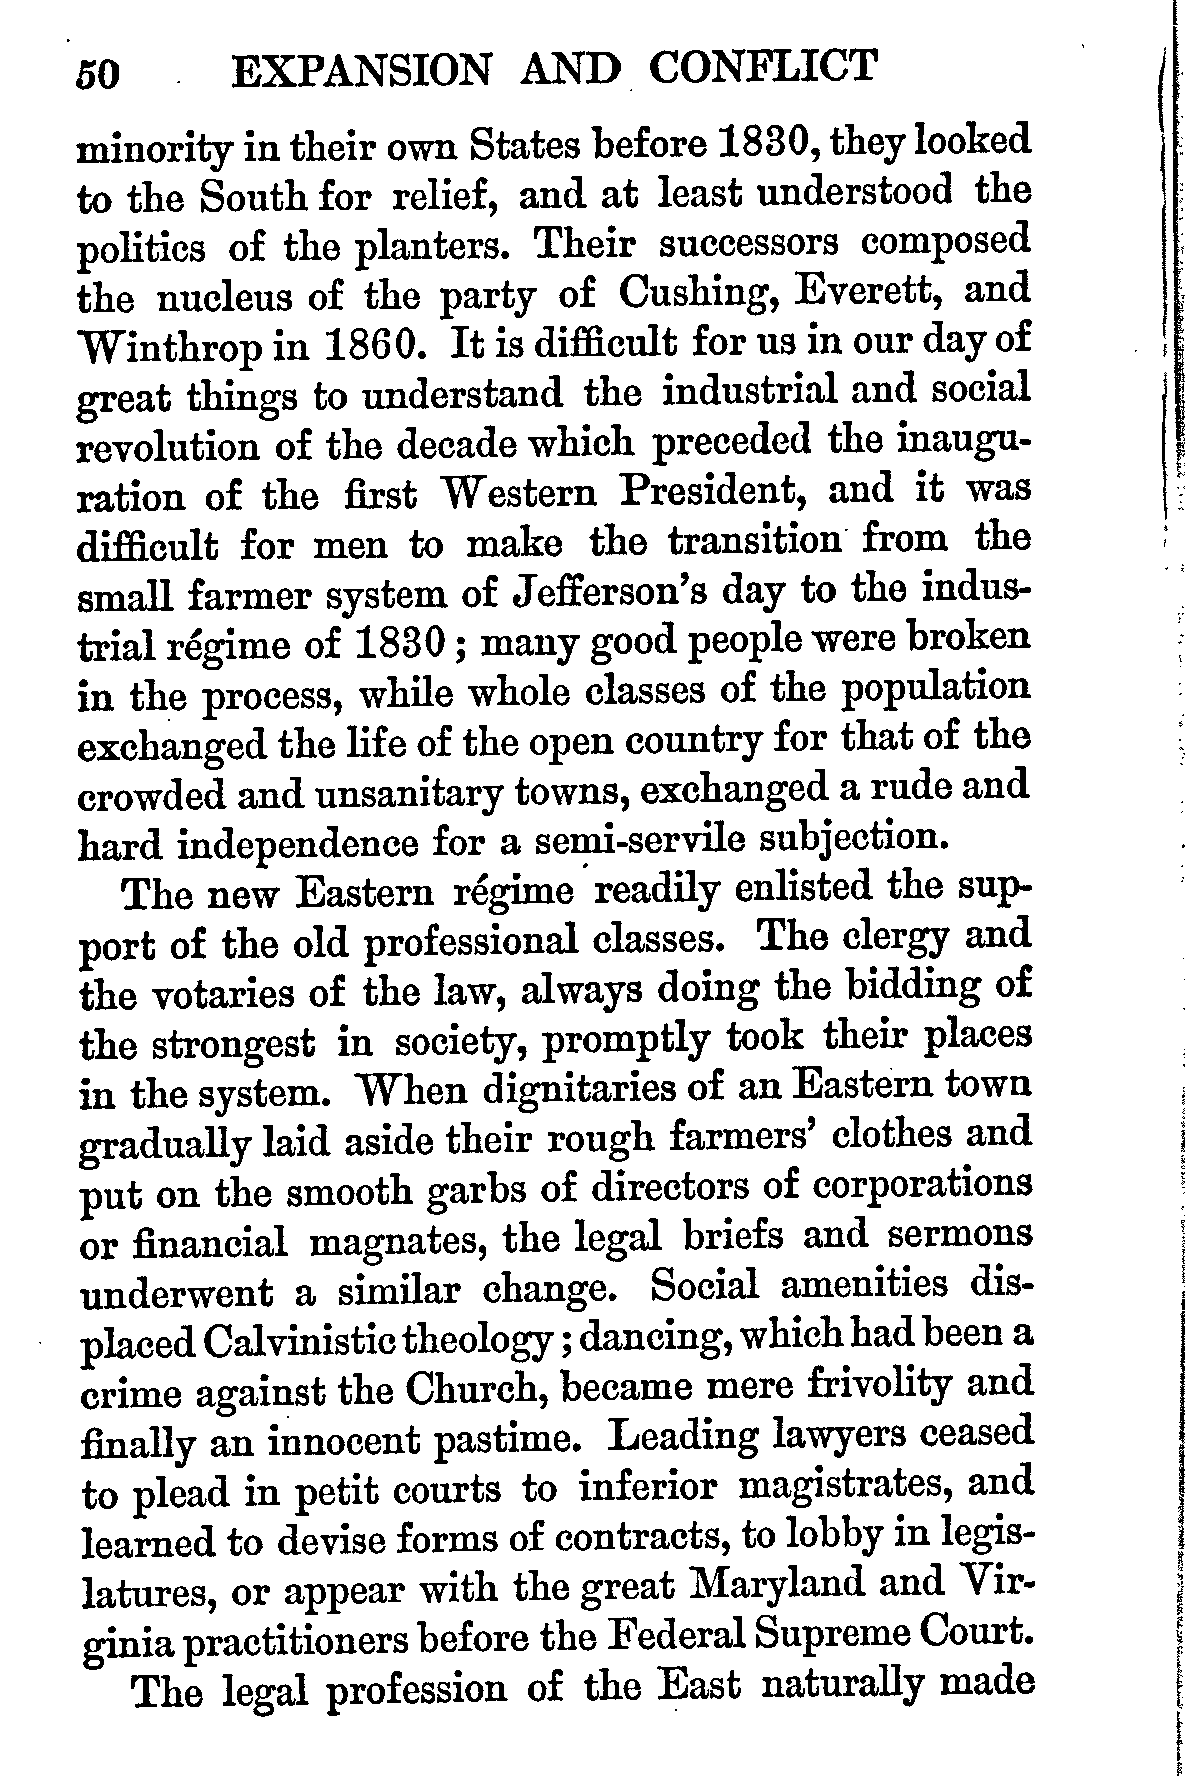 50 EXPANSION AND CONFLICT
minority in their own States before 1830, they looked
to the South for relief, and at least understood the
politics of the planters. Their successors composed
the nucleus of the party of Cushing, Everett, and
Winthrop in 1860. It is difficult for us in our day of
great things to understand the industrial and social
revolution of the decade which preceded the inaugu-
ration of the first Western President, and it was
difficult for men to make the transition from the
small farmer system of Jefferson's day to the indus-
trial régime of 1830; many good people were broken
in the process, while whole classes of the population
exchanged the life of the open country for that of the
crowded and unsanitary towns, exchanged a rude and
hard independence for a semi-servile subjection.
The new Eastern régime readily enlisted the sup-
port of the old professional classes. The clergy and
the votaries of the law, always doing the bidding of
the strongest in society, promptly took their places
in the system. When dignitaries of an Eastern town
gradually laid aside their rough farmers' clothes and
put on the smooth garbs of directors of corporations
or financial magnates, the legal briefs and sermons
underwent a similar change. Social amenities dis-
placed Calvinistic theology; dancing, which had been a
crime against the Church, became mere frivolity and
finally an innocent pastime. Leading lawyers ceased
to plead in petit courts to inferior magistrates, and
learned to devise forms of contracts, to lobby in legis-
latures, or appear with the great Maryland and Vir-
ginia practitioners before the Federal Supreme Court.
The legal profession of the East naturally made